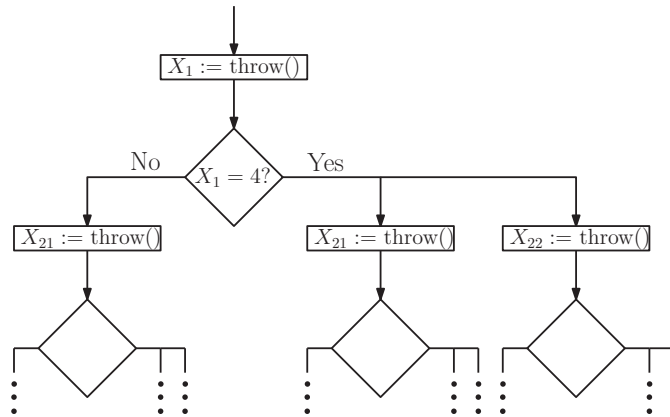 X₁ := throw()
No
X₁ = 4?
Yes
X₂₁ := throw()
X₂₁ := throw()
X₂₂ := throw()